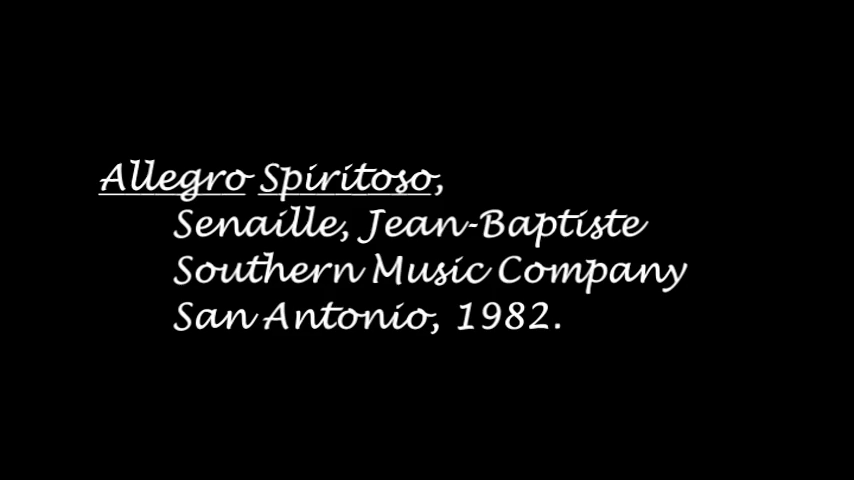 Allegro Spiritoso,
Senaille, Jean-Baptiste
Southern Music Company
San Antonio, 1982.